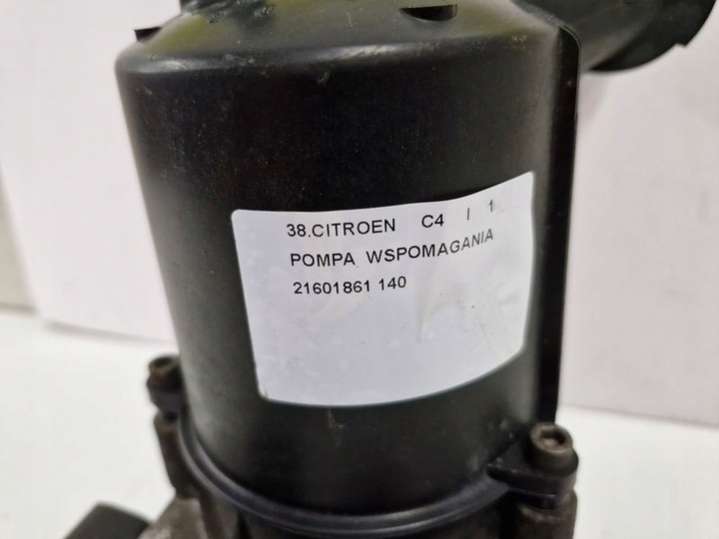 38.CITROEN C4 I 1
POMPA WSPOMAGANIA
21601861 140